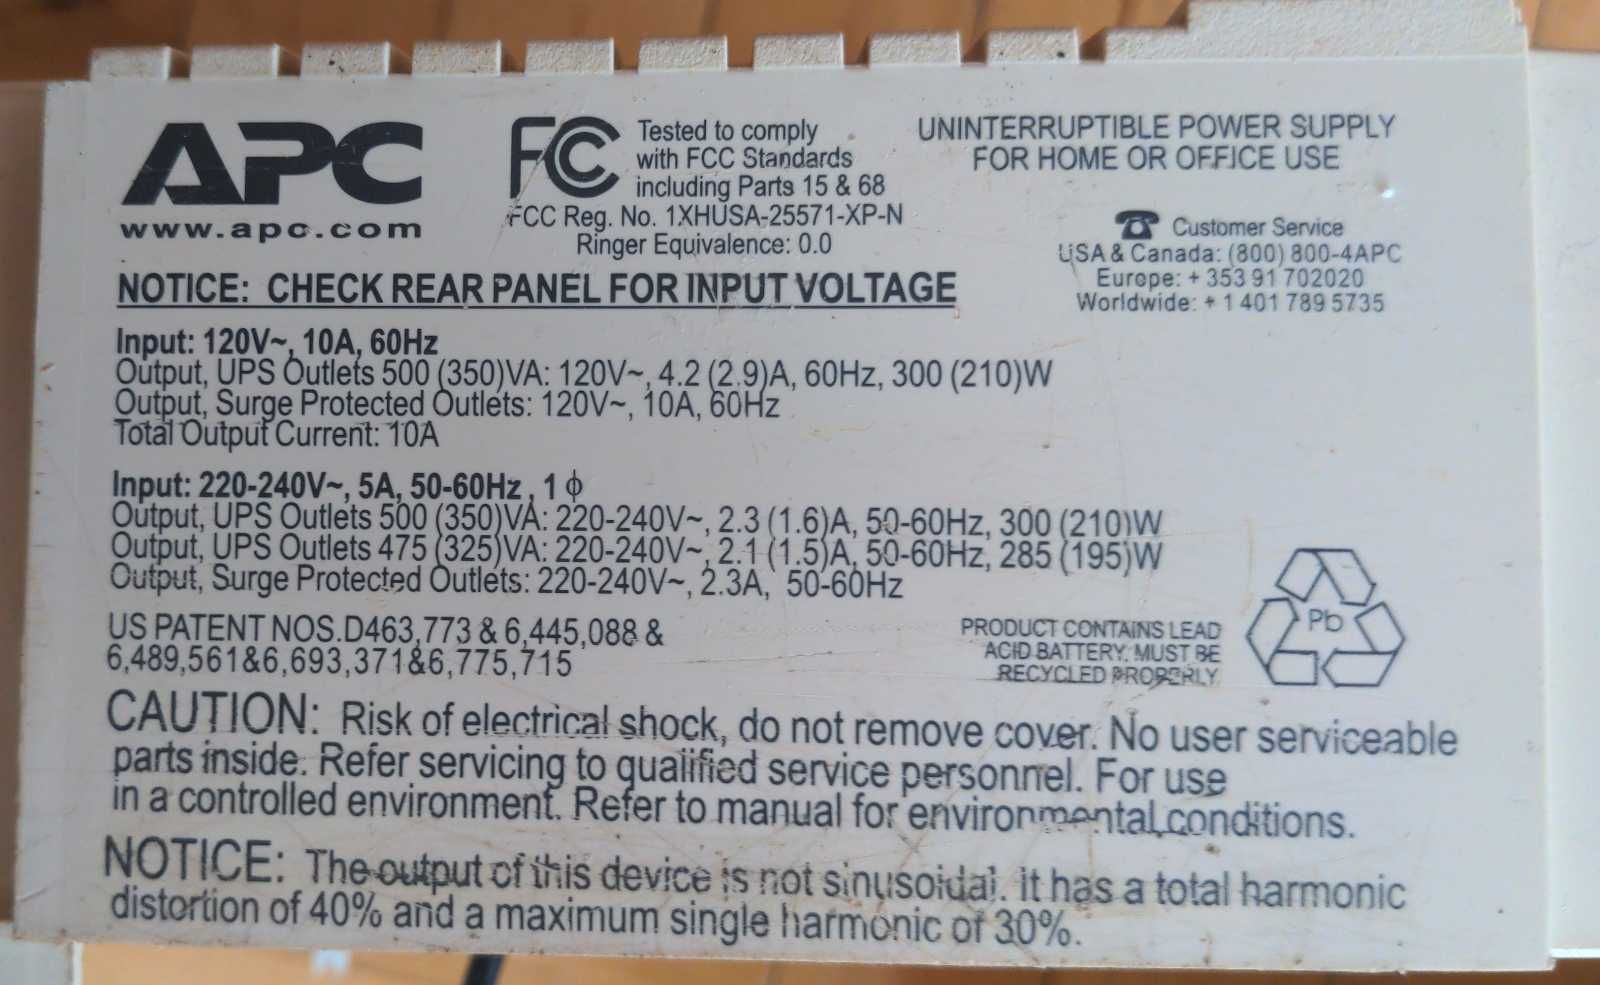 APC
www.apc.com
FC
Tested to comply
with FCC Standards
including Parts 15 & 68
FCC Reg. No. 1XHUSA-25571-XP-N
Ringer Equivalence: 0.0
UNINTERRUPTIBLE POWER SUPPLY
FOR HOME OR OFFICE USE
Customer Service
USA & Canada: (800) 800-4APC
Europe: + 353 91 702020
Worldwide: + 1 401 789 5735
NOTICE: CHECK REAR PANEL FOR INPUT VOLTAGE
Input: 120V~, 10A, 60Hz
Output, UPS Outlets 500 (350)VA: 120V~, 4.2 (2.9)A, 60Hz, 300 (210)W
Output, Surge Protected Outlets: 120V~, 10A, 60Hz
Total Output Current: 10A
Input: 220-240V~, 5A, 50-60Hz, 1 ϕ
Output, UPS Outlets 500 (350)VA: 220-240V~, 2.3 (1.6)A, 50-60Hz, 300 (210)W
Output, UPS Outlets 475 (325)VA: 220-240V~, 2.1 (1.5)A, 50-60Hz, 285 (195)W
Output, Surge Protected Outlets: 220-240V~, 2.3A, 50-60Hz
US PATENT NOS.D463,773 & 6,445,088 &
6,489,561&6,693,371&6,775,715
PRODUCT CONTAINS LEAD
ACID BATTERY. MUST BE
RECYCLED PROPERLY
Pb
CAUTION: Risk of electrical shock, do not remove cover. No user serviceable
parts inside. Refer servicing to qualified service personnel. For use
in a controlled environment. Refer to manual for environmental conditions.
NOTICE: The output of this device is not sinusoidal. it has a total harmonic
distortion of 40% and a maximum single harmonic of 30%.